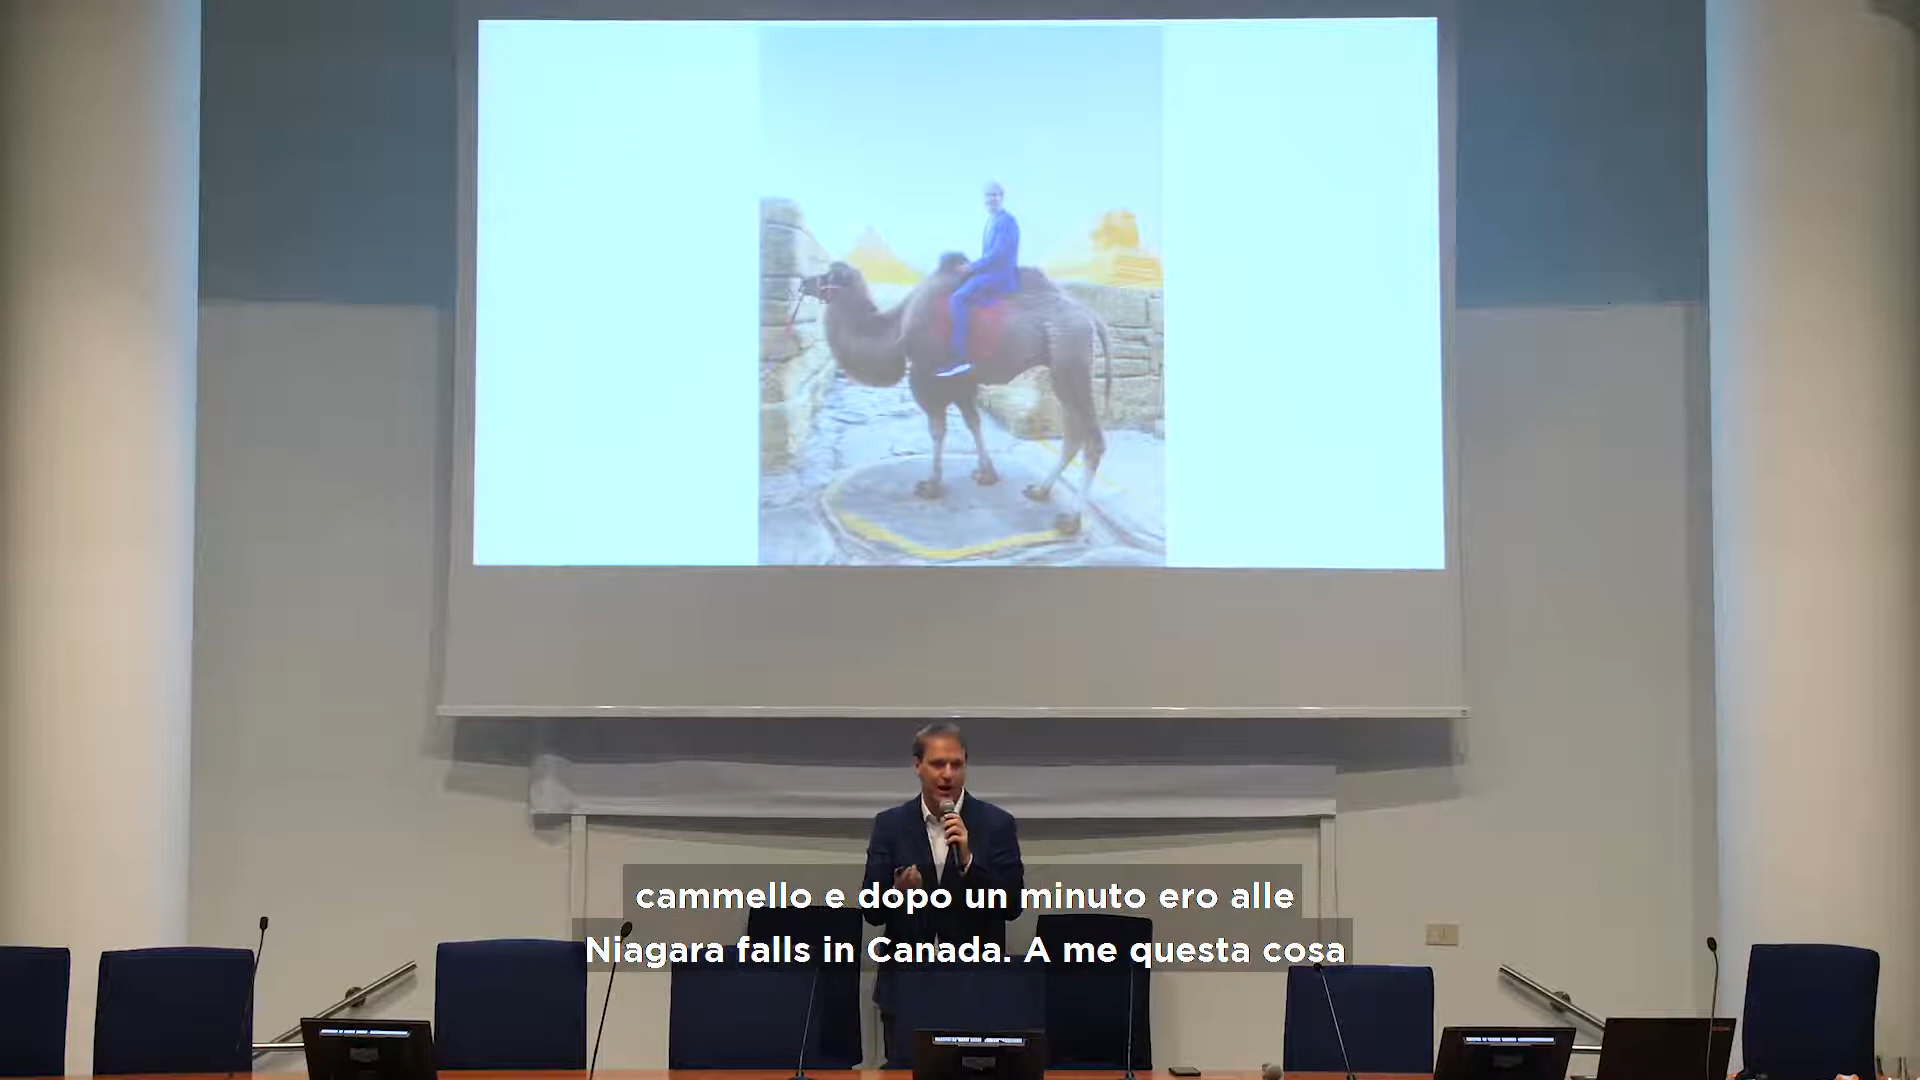 cammello e dopo un minuto ero alle
Niagara falls in Canada. A me questa cosa